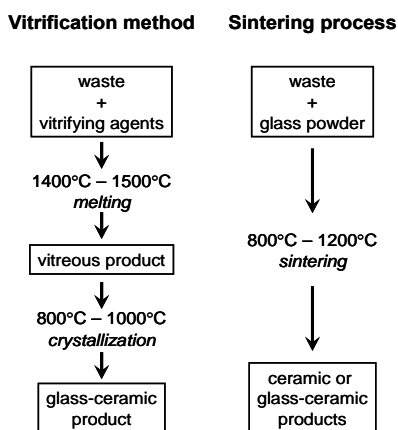 Vitrification method
waste
+
vitrifying agents
1400°C – 1500°C
melting
vitreous product
800°C – 1000°C
crystallization
glass-ceramic
product
Sintering process
waste
+
glass powder
800°C – 1200°C
sintering
ceramic or
glass-ceramic
products